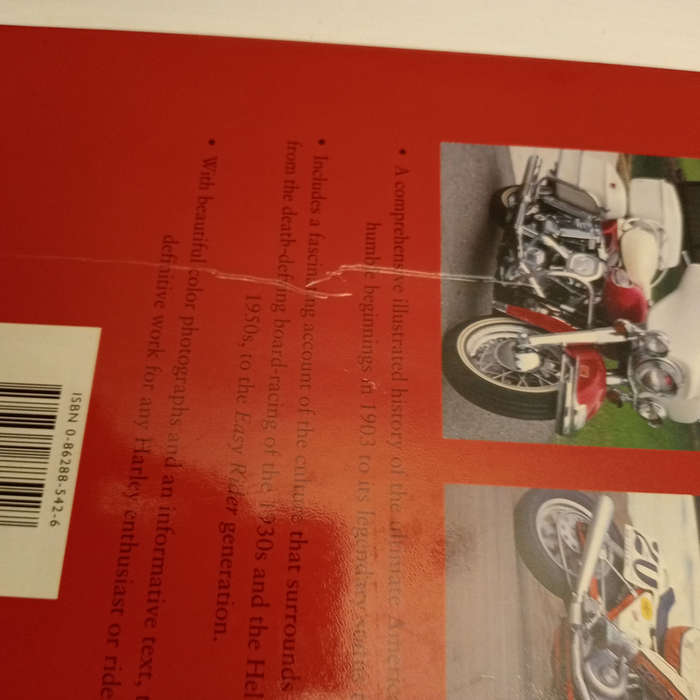 • A comprehensive illustrated history of the ultimate Americ
humble beginnings in 1903 to its legendary status
• Includes a fascinating account of the culture that surrounds
from the death-defying board-racing of the 1930s and the Hel
1950s, to the Easy Rider generation.
• With beautiful color photographs and an informative text, t
definitive work for any Harley enthusiast or ride
ISBN 0-86288-542-6
20